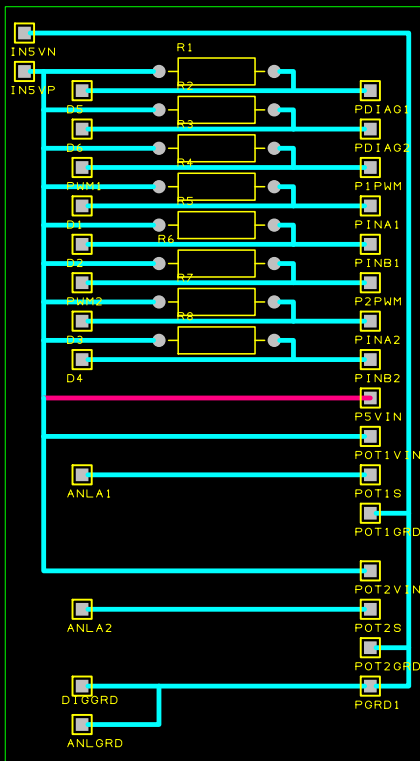 IN5VN
R1
IN5VP
R2
D5
PDIAG1
R3
D6
PDIAG2
R4
PWM1
P1PWM
R5
D1
PINA1
R6
D2
PINB1
R7
PWM2
P2PWM
R8
D3
PINA2
D4
PINB2
P5VIN
POT1VIN
ANLA1
POT1S
POT1GRD
POT2VIN
ANLA2
POT2S
POT2GRD
DIGGRD
PGRD1
ANLGRD